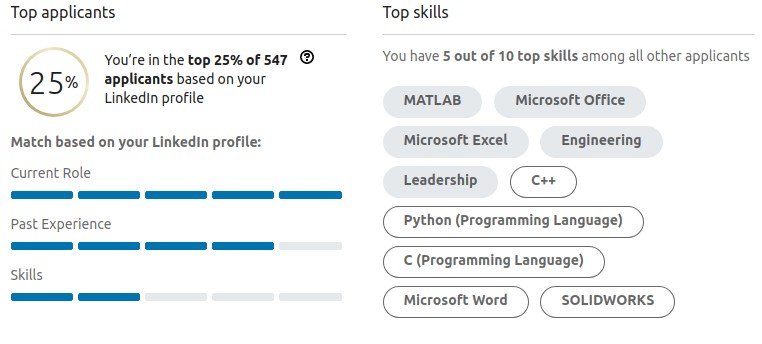 Top applicants
25%
You're in the top 25% of 547
applicants based on your
LinkedIn profile
Match based on your LinkedIn profile:
Current Role
Past Experience
Skills
Top skills
You have 5 out of 10 top skills among all other applicants
MATLAB
Microsoft Office
Microsoft Excel
Engineering
Leadership
C++
Python (Programming Language)
C (Programming Language)
Microsoft Word
SOLIDWORKS